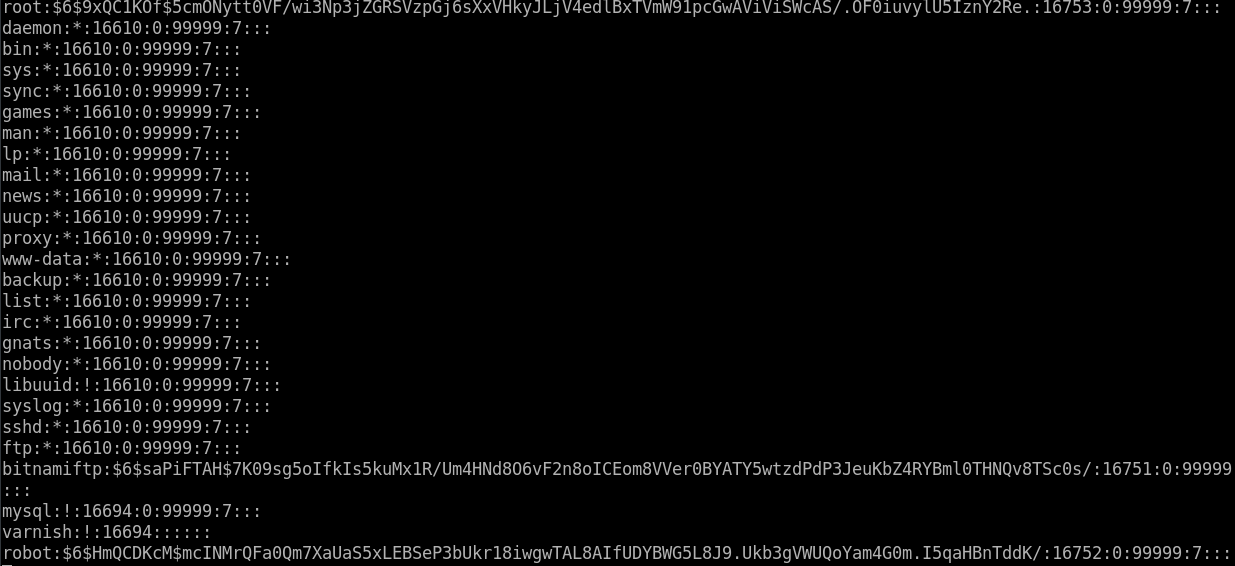 root:$6$9xQC1KOf$5cmONytt0VF/wi3Np3jZGRSVzpGj6sXxVHkyJLjV4edlBxTVmW91pcGwAViViSWcAS/.OF0iuvylU5IznY2Re.:16753:0:99999:7:::
daemon:*:16610:0:99999:7:::
bin:*:16610:0:99999:7:::
sys:*:16610:0:99999:7:::
sync:*:16610:0:99999:7:::
games:*:16610:0:99999:7:::
man:*:16610:0:99999:7:::
lp:*:16610:0:99999:7:::
mail:*:16610:0:99999:7:::
news:*:16610:0:99999:7:::
uucp:*:16610:0:99999:7:::
proxy:*:16610:0:99999:7:::
www-data:*:16610:0:99999:7:::
backup:*:16610:0:99999:7:::
list:*:16610:0:99999:7:::
irc:*:16610:0:99999:7:::
gnats:*:16610:0:99999:7:::
nobody:*:16610:0:99999:7:::
libuuid:!:16610:0:99999:7:::
syslog:*:16610:0:99999:7:::
sshd:*:16610:0:99999:7:::
ftp:*:16610:0:99999:7:::
bitnamiftp:$6$saPiFTAH$7K09sg5oIfkIs5kuMx1R/Um4HNd8O6vF2n8oICEom8VVer0BYATY5wtzdPdP3JeuKbZ4RYBml0THNQv8TSc0s/:16751:0:99999
:::
mysql:!:16694:0:99999:7:::
varnish:!:16694::::::
robot:$6$HmQCDKcM$mcINMrQFa0Qm7XaUaS5xLEBSeP3bUkr18iwgwTAL8AIfUDYBWG5L8J9.Ukb3gVWUQoYam4G0m.I5qaHBnTddK/:16752:0:99999:7:::